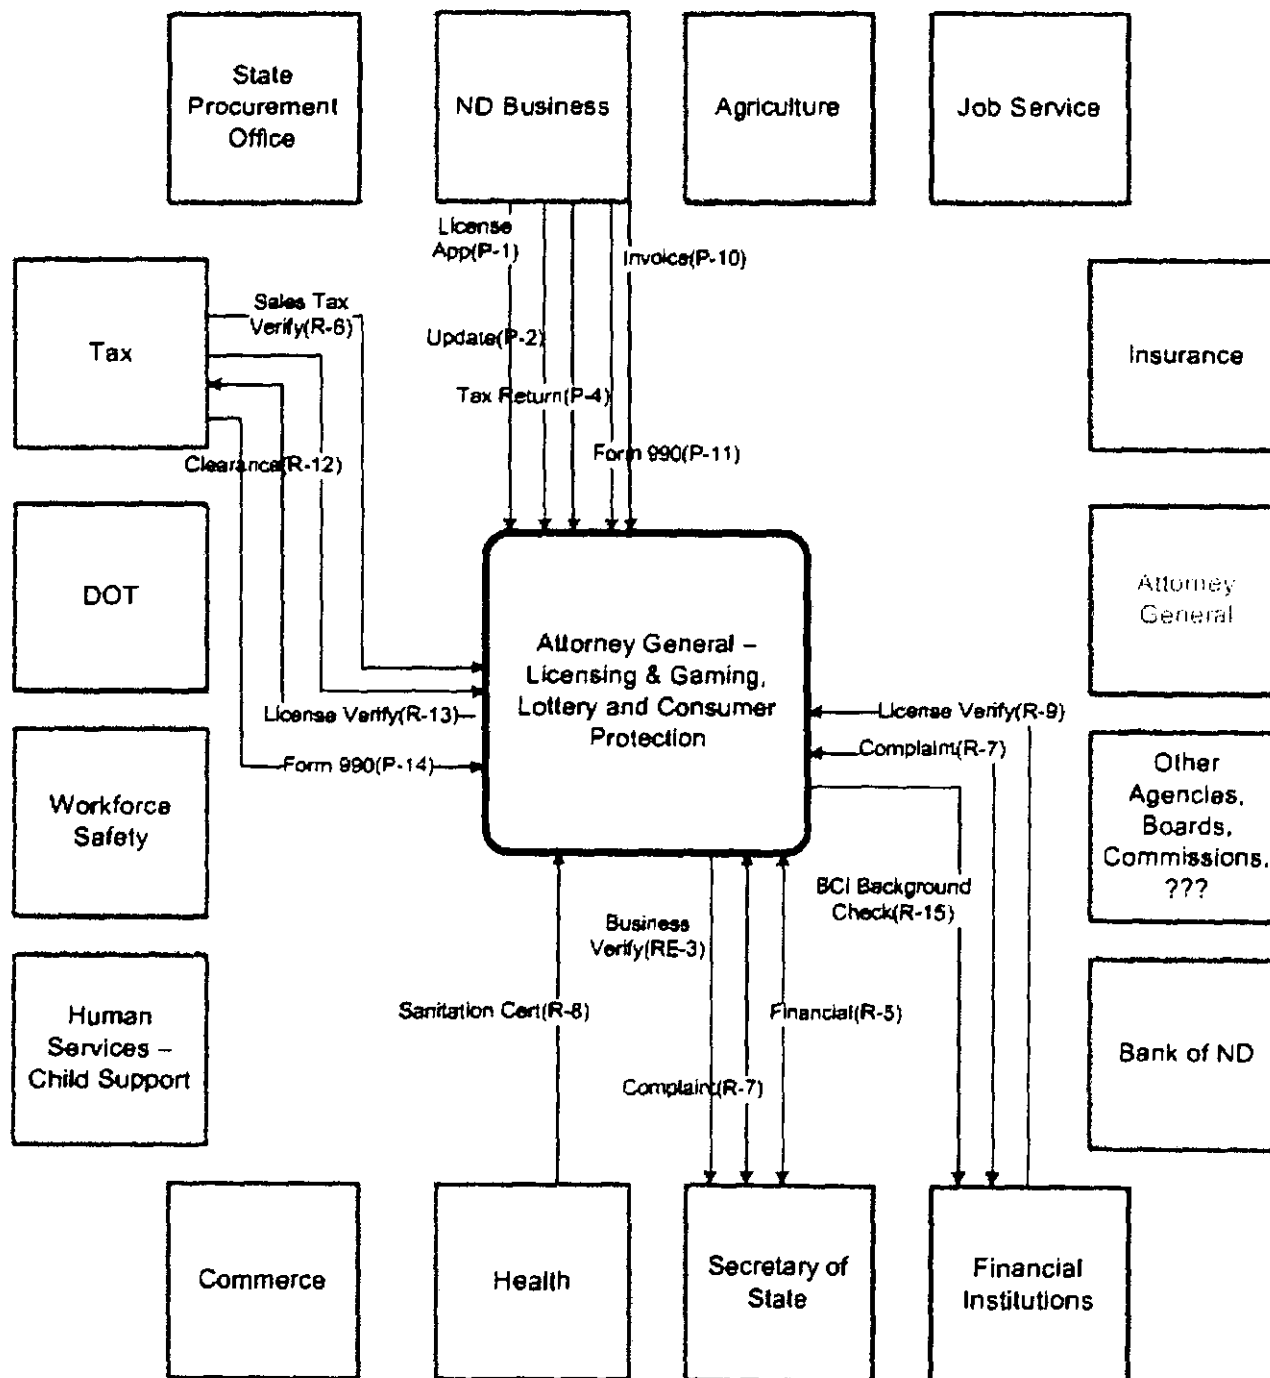 State
Procurement
Office
ND Business
Agriculture
Job Service
License
App(P-1)
Invoice(P-10)
Tax
Sales Tax
Verify(R-6)
Update(P-2)
Insurance
Tax Return(P-4)
Clearance(R-12)
Form 990(P-11)
DOT
Attorney General –
Licensing & Gaming,
Lottery and Consumer
Protection
Attorney
General
License Verify(R-13)
License Verify(R-9)
Form 990(P-14)
Complaint(R-7)
Workforce
Safety
Other
Agencies,
Boards,
Commissions,
???
BCI Background
Check(R-15)
Business
Verify(RE-3)
Sanitation Cert(R-8)
Financial(R-5)
Human
Services –
Child Support
Complaint(R-7)
Bank of ND
Commerce
Health
Secretary of
State
Financial
Institutions